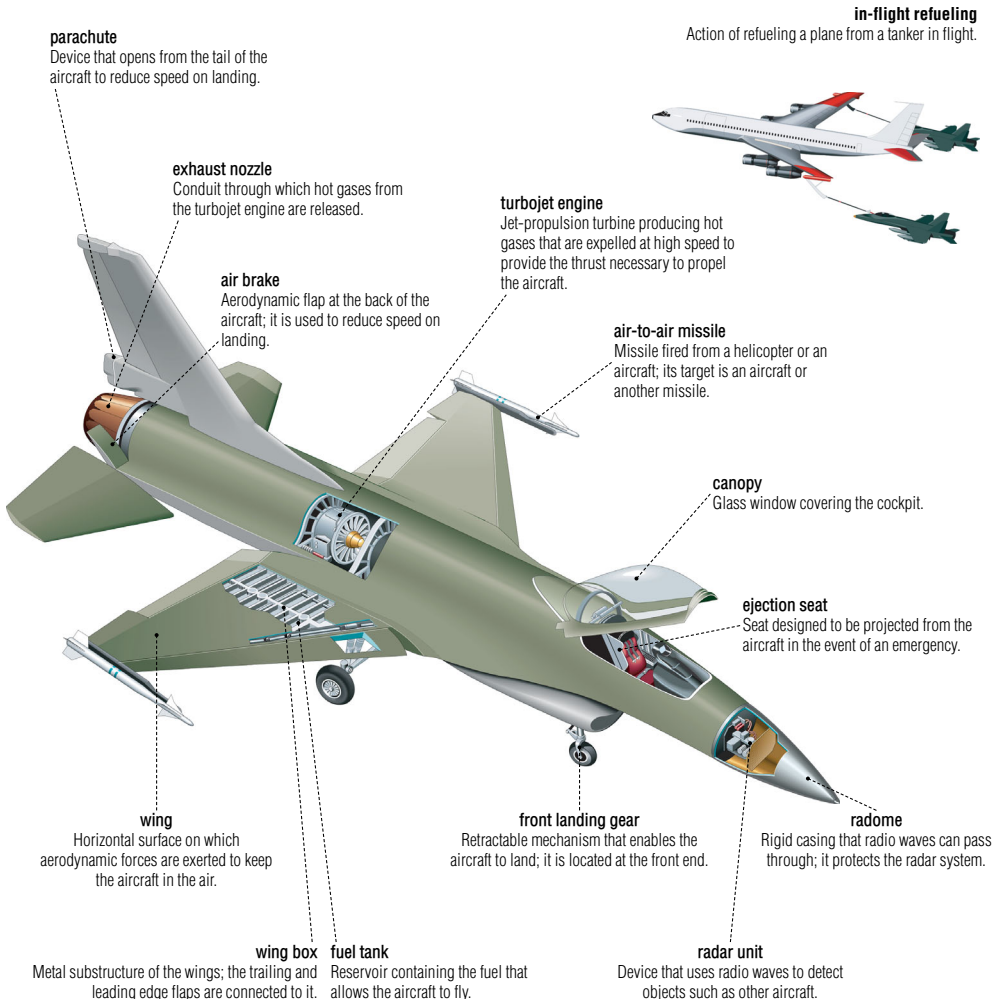 in-flight refueling
Action of refueling a plane from a tanker in flight.
parachute
Device that opens from the tail of the
aircraft to reduce speed on landing.
exhaust nozzle
Conduit through which hot gases from
the turbojet engine are released.
turbojet engine
Jet-propulsion turbine producing hot
gases that are expelled at high speed to
provide the thrust necessary to propel
the aircraft.
air brake
Aerodynamic flap at the back of the
aircraft; it is used to reduce speed on
landing.
air-to-air missile
Missile fired from a helicopter or an
aircraft; its target is an aircraft or
another missile.
canopy
Glass window covering the cockpit.
ejection seat
Seat designed to be projected from the
aircraft in the event of an emergency.
wing
Horizontal surface on which
aerodynamic forces are exerted to keep
the aircraft in the air.
front landing gear
Retractable mechanism that enables the
aircraft to land; it is located at the front end.
radome
Rigid casing that radio waves can pass
through; it protects the radar system.
wing box
Metal substructure of the wings; the trailing and
leading edge flaps are connected to it.
fuel tank
Reservoir containing the fuel that
allows the aircraft to fly.
radar unit
Device that uses radio waves to detect
objects such as other aircraft.